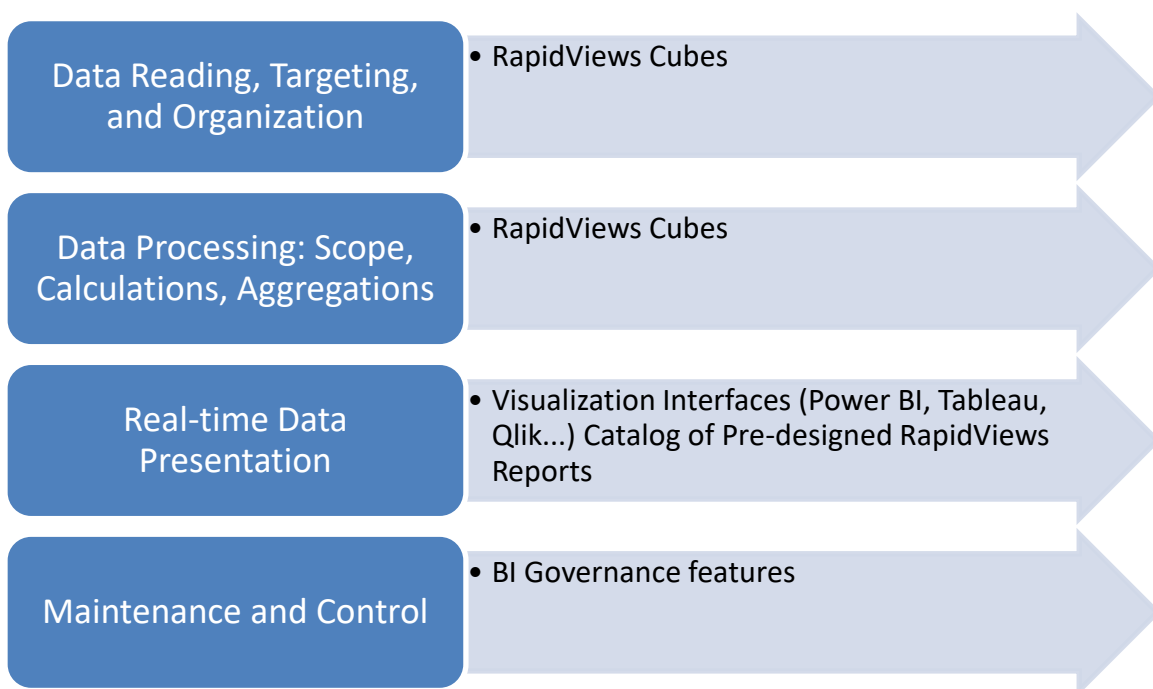 Data Reading, Targeting,
and Organization
• RapidViews Cubes
Data Processing: Scope,
Calculations, Aggregations
• RapidViews Cubes
Real-time Data
Presentation
• Visualization Interfaces (Power BI, Tableau,
Qlik...) Catalog of Pre-designed RapidViews
Reports
Maintenance and Control
• BI Governance features